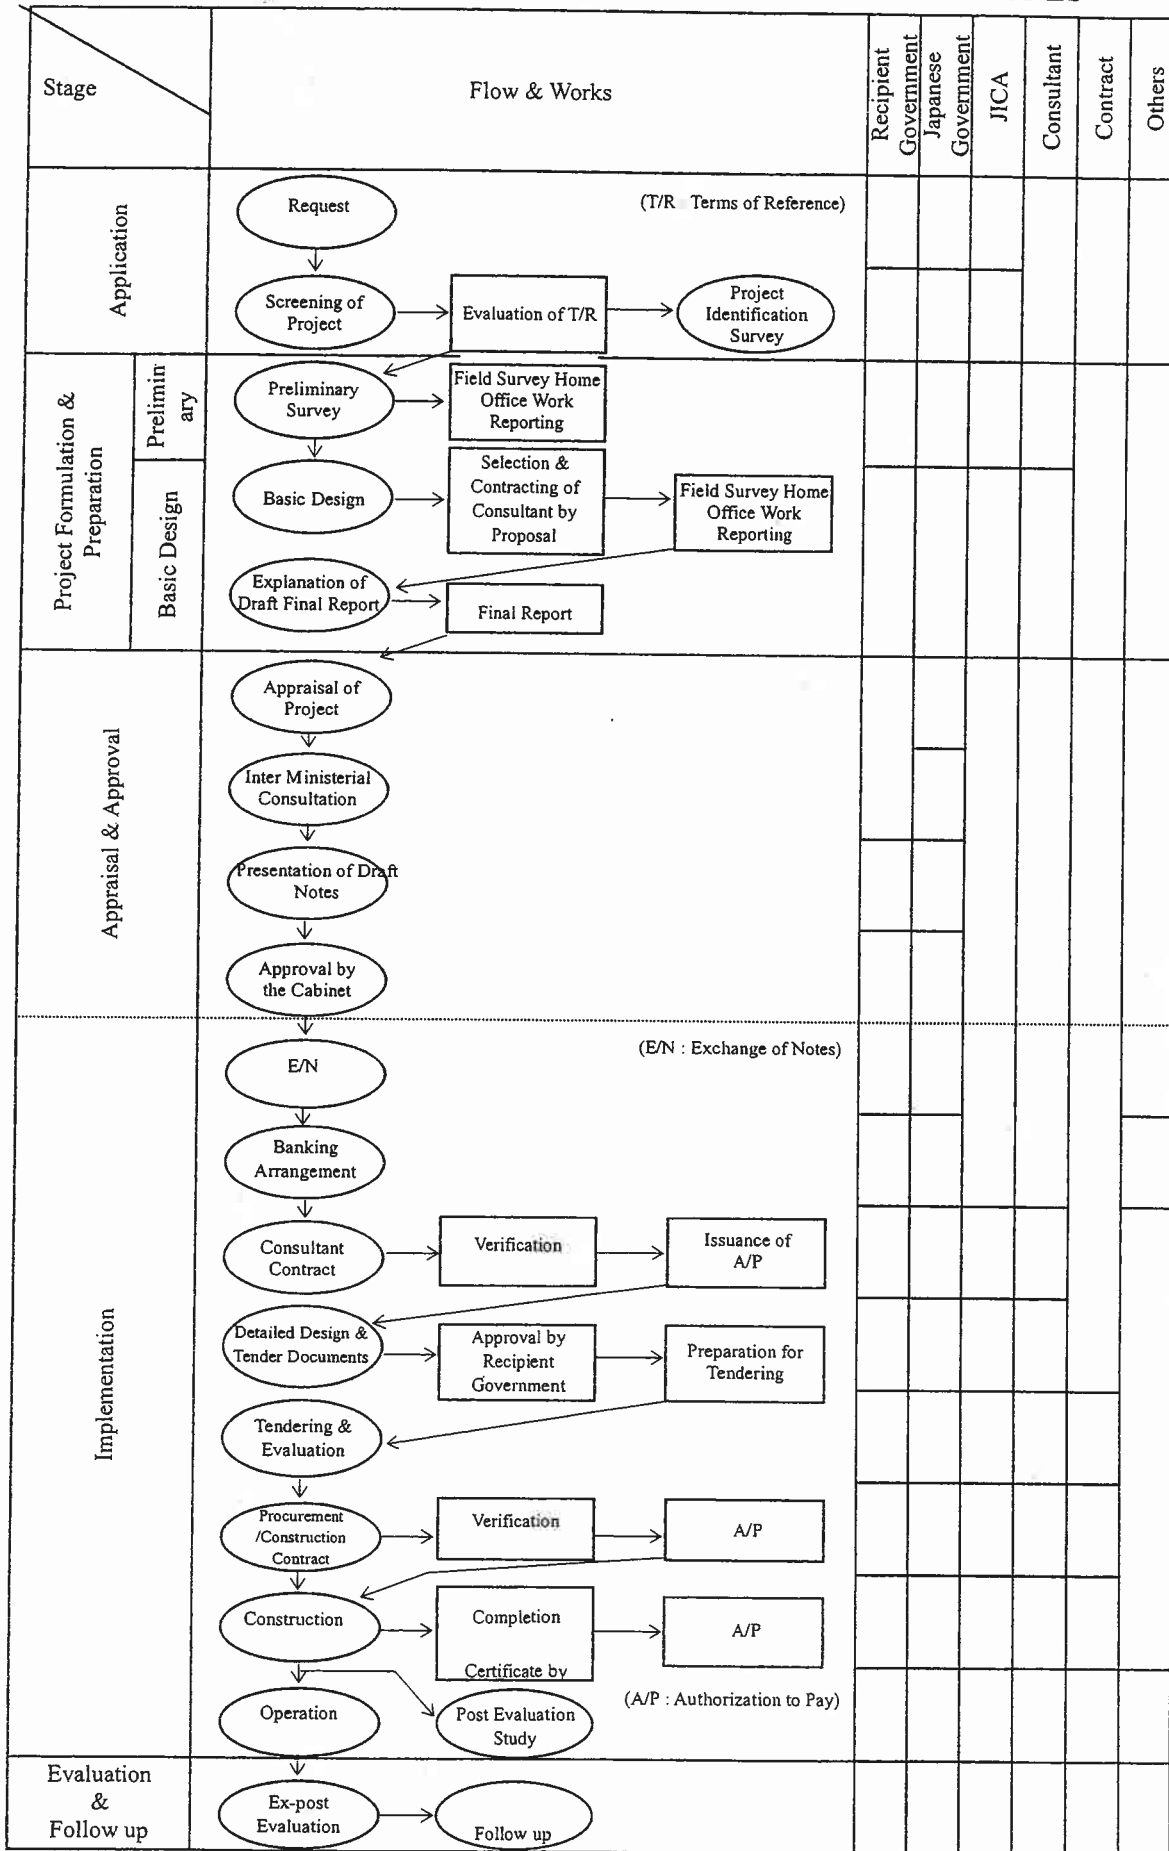 Stage
Flow & Works
Recipient
Government
Japanese
Government
JICA
Consultant
Contract
Others
Application
Request
(T/R Terms of Reference)
Screening of
Project
Evaluation of T/R
Project
Identification
Survey
Project Formulation &
Preparation
Prelimin
ary
Preliminary
Survey
Field Survey Home
Office Work
Reporting
Basic Design
Basic Design
Selection &
Contracting of
Consultant by
Proposal
Field Survey Home
Office Work
Reporting
Explanation of
Draft Final Report
Final Report
Appraisal & Approval
Appraisal of
Project
Inter Ministerial
Consultation
Presentation of Draft
Notes
Approval by
the Cabinet
Implementation
E/N
(E/N : Exchange of Notes)
Banking
Arrangement
Consultant
Contract
Verification
Issuance of
A/P
Detailed Design &
Tender Documents
Approval by
Recipient
Government
Preparation for
Tendering
Tendering &
Evaluation
Procurement
/Construction
Contract
Verification
A/P
Construction
Completion
Certificate by
A/P
Operation
Post Evaluation
Study
(A/P : Authorization to Pay)
Evaluation
&
Follow up
Ex-post
Evaluation
Follow up